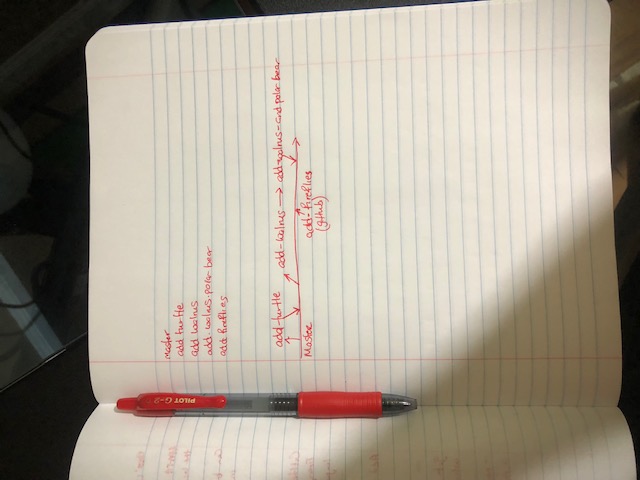 PILOT G-2
Master
add turtle
add walrus
add-walrus-polar bear
add fireflies
add-turtle add-walrus → add-walrus-and polar bear
Master add-fireflies
(github)